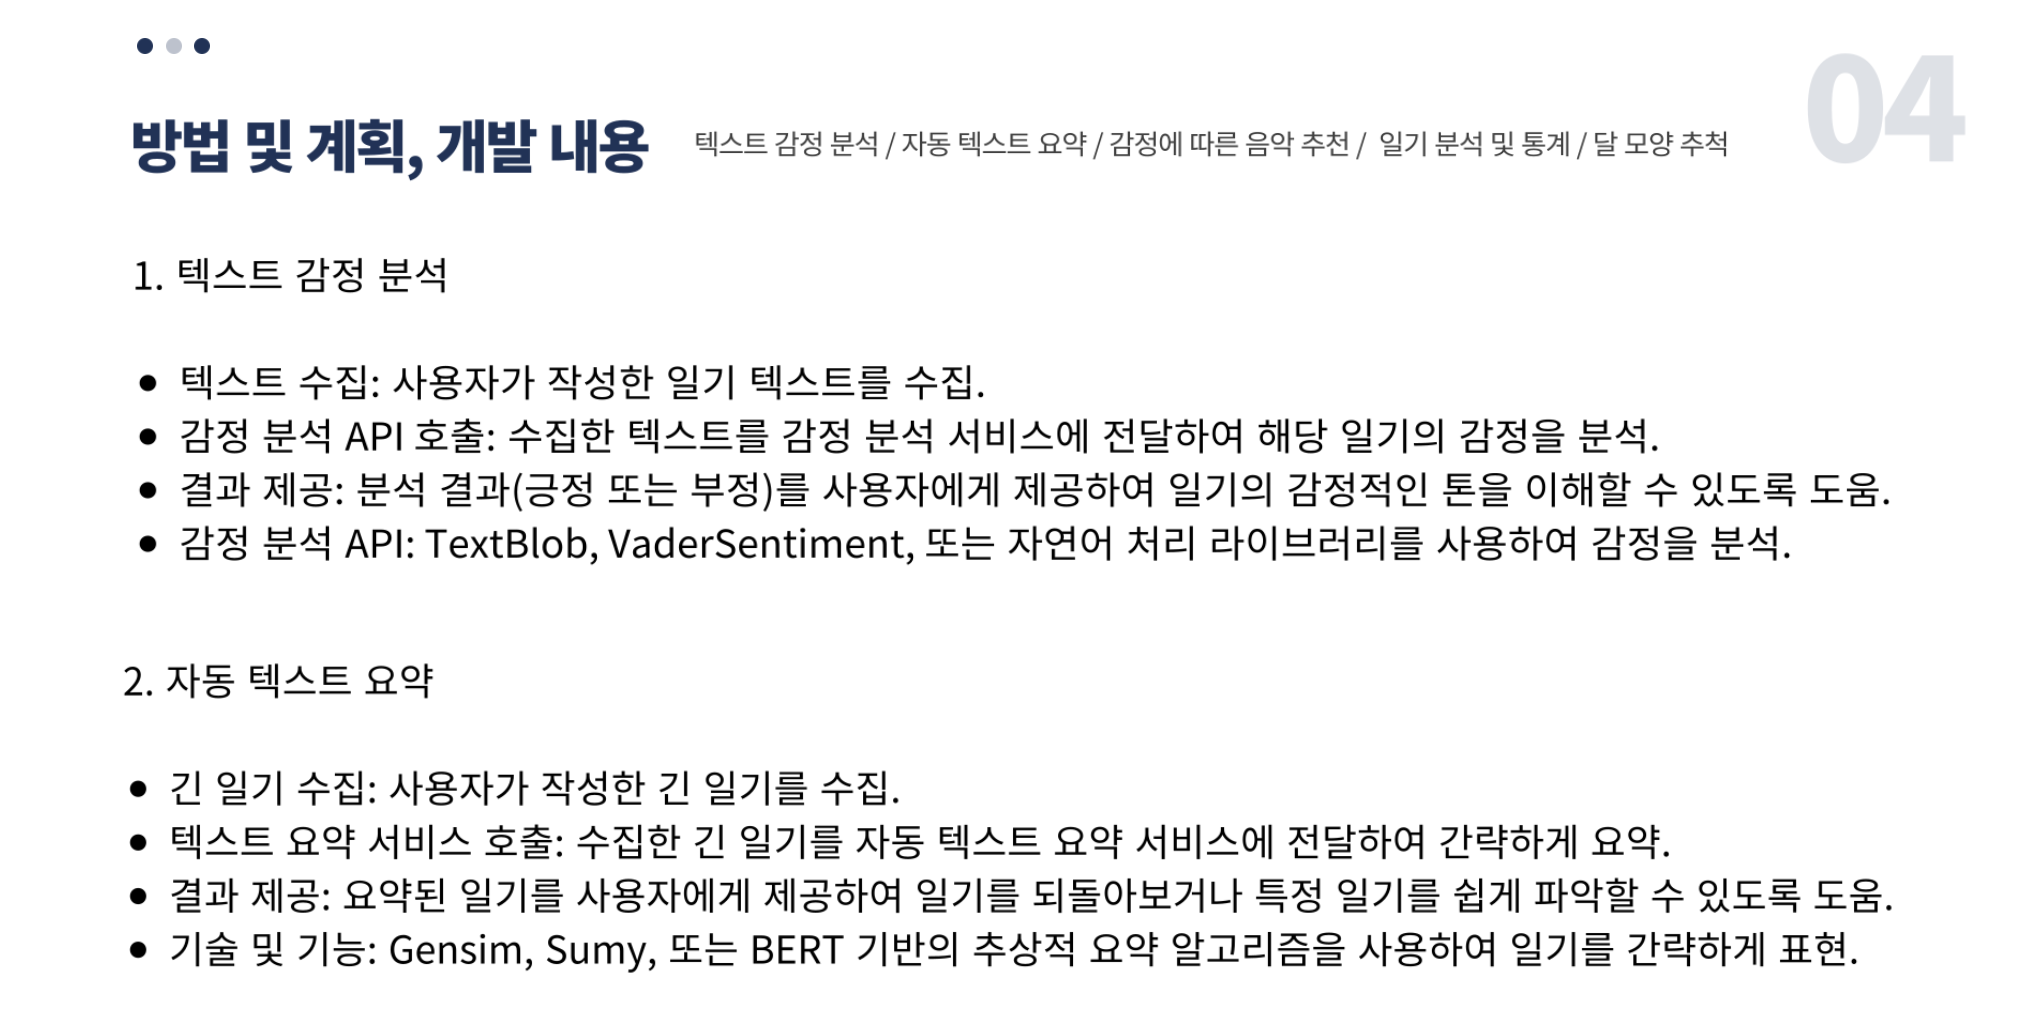 04
방법 및 계획, 개발 내용
텍스트 감정 분석 / 자동 텍스트 요약 / 감정에 따른 음악 추천 / 일기 분석 및 통계 / 달 모양 추척
1. 텍스트 감정 분석
• 텍스트 수집: 사용자가 작성한 일기 텍스트를 수집.
• 감정 분석 API 호출: 수집한 텍스트를 감정 분석 서비스에 전달하여 해당 일기의 감정을 분석.
• 결과 제공: 분석 결과(긍정 또는 부정)를 사용자에게 제공하여 일기의 감정적인 톤을 이해할 수 있도록 도움.
• 감정 분석 API: TextBlob, VaderSentiment, 또는 자연어 처리 라이브러리를 사용하여 감정을 분석.
2. 자동 텍스트 요약
• 긴 일기 수집: 사용자가 작성한 긴 일기를 수집.
• 텍스트 요약 서비스 호출: 수집한 긴 일기를 자동 텍스트 요약 서비스에 전달하여 간략하게 요약.
• 결과 제공: 요약된 일기를 사용자에게 제공하여 일기를 되돌아보거나 특정 일기를 쉽게 파악할 수 있도록 도움.
• 기술 및 기능: Gensim, Sumy, 또는 BERT 기반의 추상적 요약 알고리즘을 사용하여 일기를 간략하게 표현.